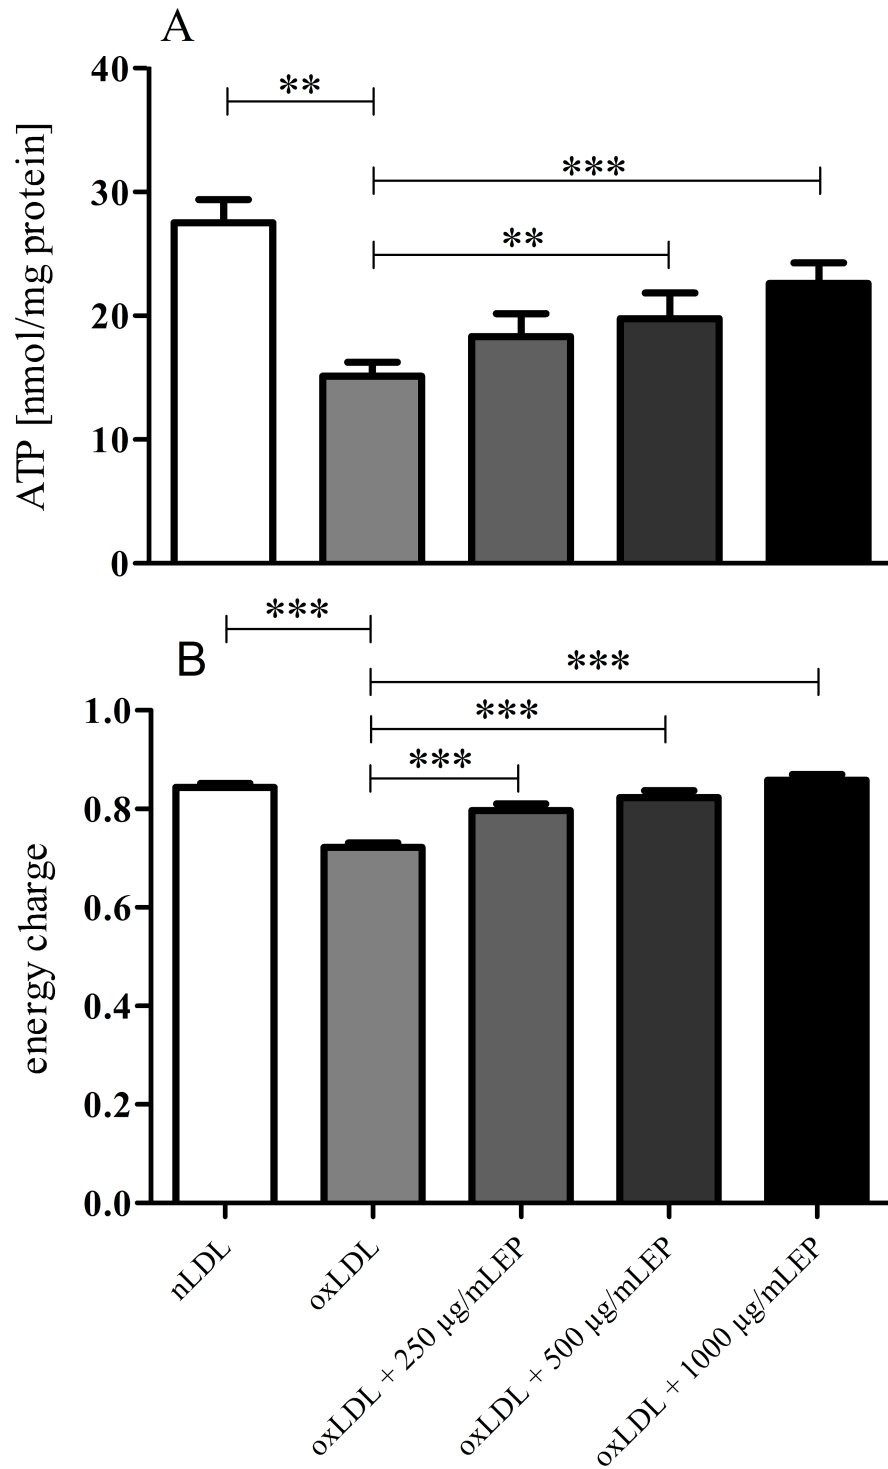 A
40
**
***
30
**
20
10
0
ATP [nmol/mg protein]
***
B
***
1.0
***
***
0.8
0.6
0.4
0.2
0.0
energy charge
nLDL
oxLDL
oxLDL + 250 µg/mLEP
oxLDL + 500 µg/mLEP
oxLDL + 1000 µg/mLEP